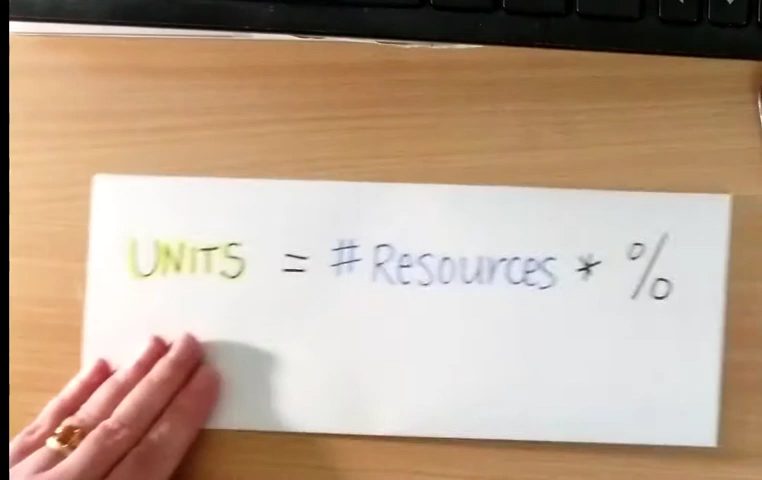 UNITS = # Resources * %